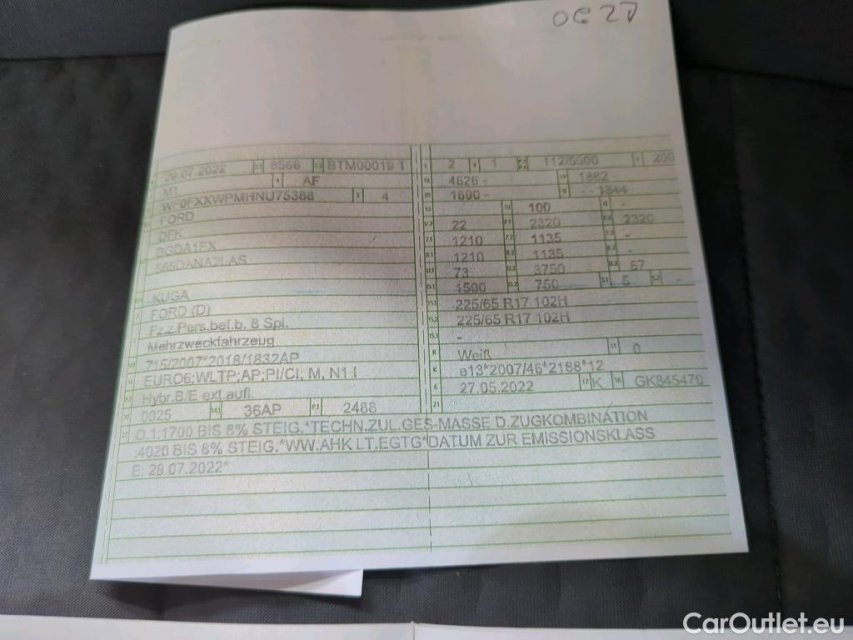 29.07.2022 8566 BTM00019 1
M1 AF
WF0FXXWPMHNU75388 4
FORD
DFK
BGDA1FX
566DANAZLAS
KUGA
FORD (D)
Fz.z.Pers.bef.b. 8 Spl.
Mehrzweckfahrzeug
715/2007*2018/1832AP
EURO6;WLTP;AP;PI/CI, M, N1 I
Hybr.B/E ext.aufl.
0025 36AP 2488
2 1 112/5500 200
4626 - 1882 -
1690 - - 1844
- 100 -
22 2320 2320
1210 1135 -
1210 1135 -
73 3750 67
1500 750 5 -
225/65 R17 102H
225/65 R17 102H
-
Weiß 0
e13*2007/46*2188*12
27.05.2022 K GK845470
O.1:1700 BIS 8% STEIG.*TECHN.ZUL.GES-MASSE D.ZUGKOMBINATION
:4020 BIS 8% STEIG.*WW.AHK LT.EGTG*DATUM ZUR EMISSIONSKLASS
E: 29.07.2022*
CarOutlet.eu